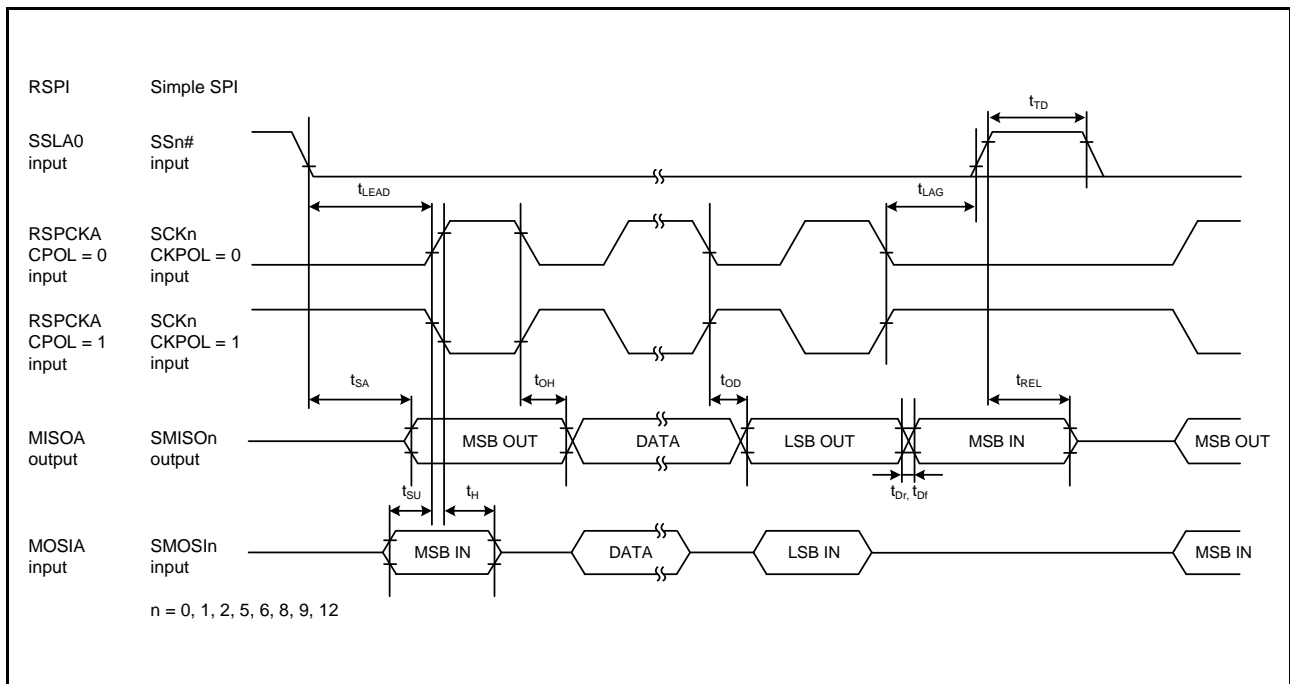 RSPI Simple SPI
tTD
SSLA0 SSn#
input input
tLEAD tLAG
RSPCKA SCKn
CPOL = 0 CKPOL = 0
input input
RSPCKA SCKn
CPOL = 1 CKPOL = 1
input input
tSA tOH tOD tREL
MISOA SMISOn MSB OUT DATA LSB OUT MSB IN MSB OUT
output output
tSU tH tDr, tDf
MOSIA SMOSIn MSB IN DATA LSB IN MSB IN
input input
n = 0, 1, 2, 5, 6, 8, 9, 12